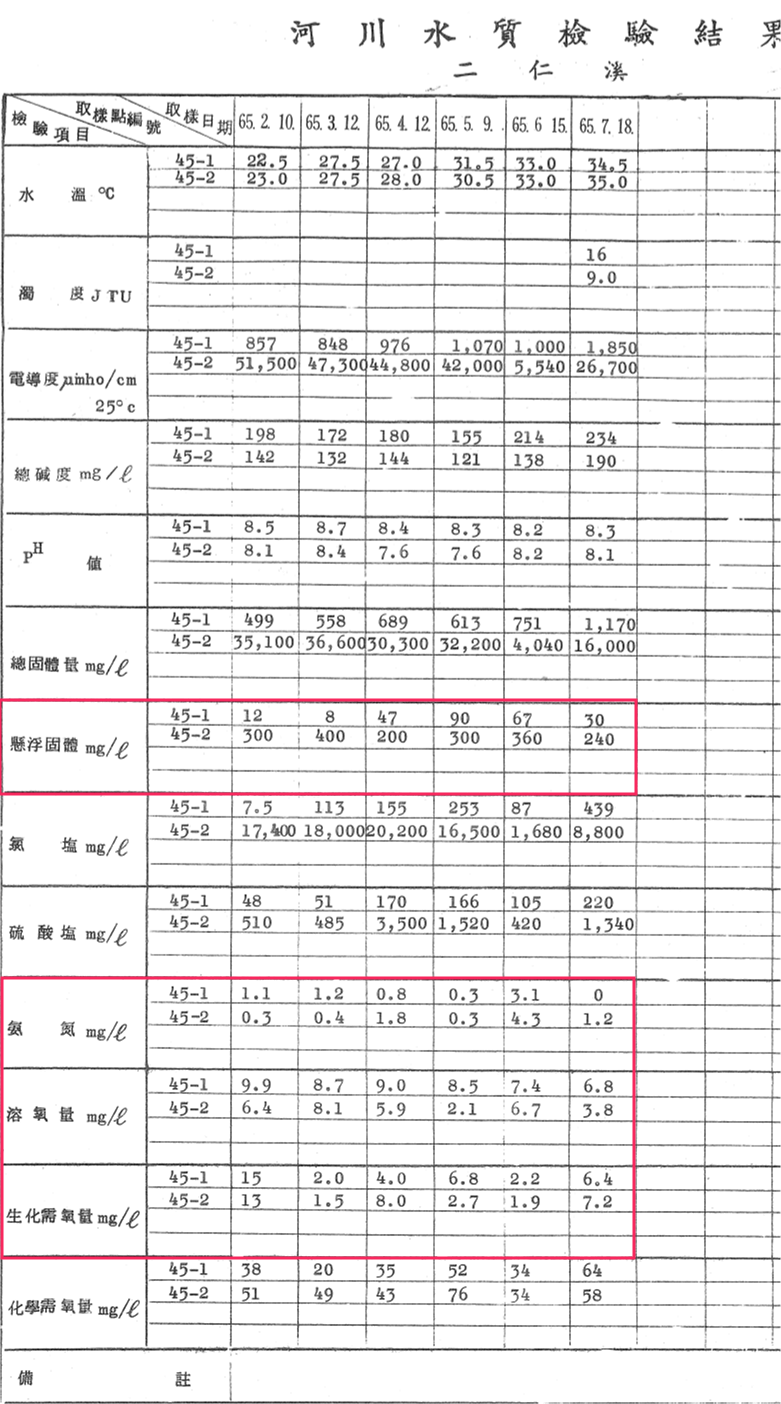 河川水質檢驗結果
二仁溪
檢驗項目 取樣點編號 取樣日期 65. 2. 10. 65. 3. 12. 65. 4. 12. 65. 5. 9. 65. 6 15. 65. 7. 18.
水溫 °C 45-1 22.5 27.5 27.0 31.5 33.0 34.5
45-2 23.0 27.5 28.0 30.5 33.0 35.0
濁度 JTU 45-1 16
45-2 9.0
電導度 μmho/cm 25°c 45-1 857 848 976 1,070 1,000 1,850
45-2 51,500 47,300 44,800 42,000 5,540 26,700
總碱度 mg/ℓ 45-1 198 172 180 155 214 234
45-2 142 132 144 121 138 190
PH 值 45-1 8.5 8.7 8.4 8.3 8.2 8.3
45-2 8.1 8.4 7.6 7.6 8.2 8.1
總固體量 mg/ℓ 45-1 499 558 689 613 751 1,170
45-2 35,100 36,600 30,300 32,200 4,040 16,000
懸浮固體 mg/ℓ 45-1 12 8 47 90 67 30
45-2 300 400 200 300 360 240
氯塩 mg/ℓ 45-1 7.5 113 155 253 87 439
45-2 17,400 18,000 20,200 16,500 1,680 8,800
硫酸塩 mg/ℓ 45-1 48 51 170 166 105 220
45-2 510 485 3,500 1,520 420 1,340
氨氮 mg/ℓ 45-1 1.1 1.2 0.8 0.3 3.1 0
45-2 0.3 0.4 1.8 0.3 4.3 1.2
溶氧量 mg/ℓ 45-1 9.9 8.7 9.0 8.5 7.4 6.8
45-2 6.4 8.1 5.9 2.1 6.7 3.8
生化需氧量 mg/ℓ 45-1 15 2.0 4.0 6.8 2.2 6.4
45-2 13 1.5 8.0 2.7 1.9 7.2
化學需氧量 mg/ℓ 45-1 38 20 35 52 34 64
45-2 51 49 43 76 34 58
備註